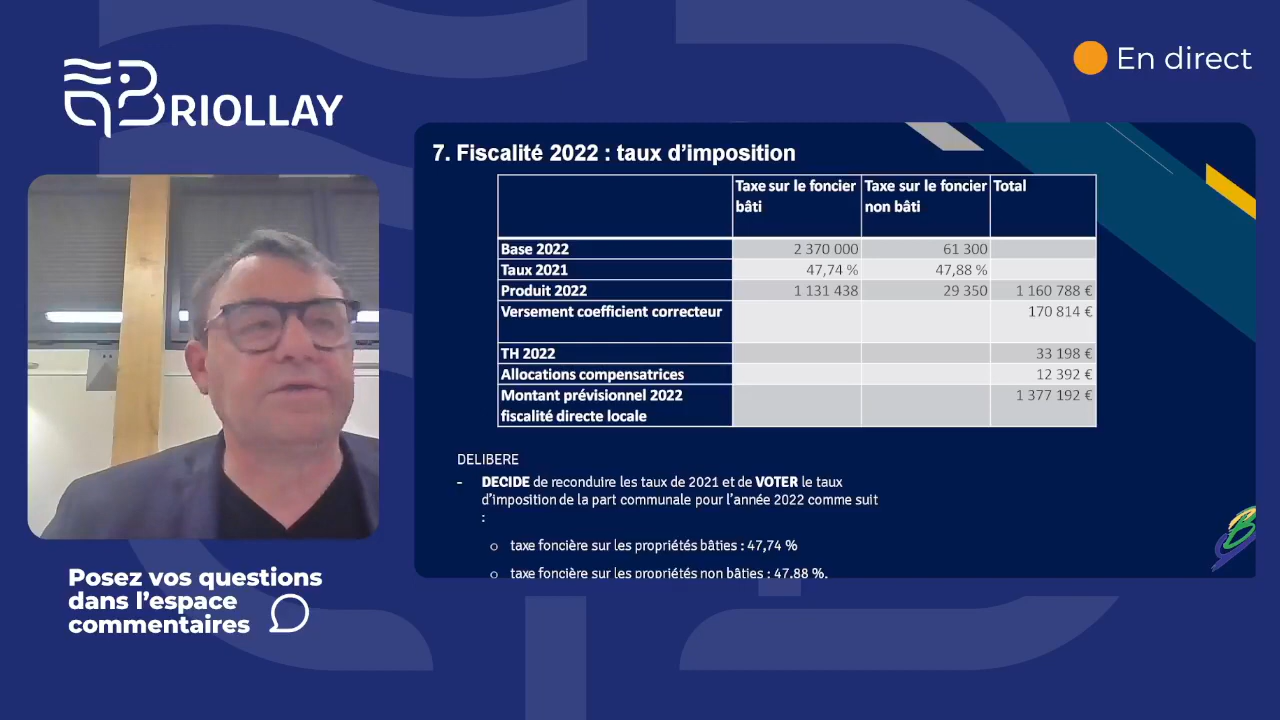 BRIOLLAY
En direct
7. Fiscalité 2022 : taux d’imposition
Taxe sur le foncier bâti
Taxe sur le foncier non bâti
Total
Base 2022 2 370 000 61 300
Taux 2021 47,74 % 47,88 %
Produit 2022 1 131 438 29 350 1 160 788 €
Versement coefficient correcteur 170 814 €
TH 2022 33 198 €
Allocations compensatrices 12 392 €
Montant prévisionnel 2022 1 377 192 €
fiscalité directe locale
DELIBERE
- DECIDE de reconduire les taux de 2021 et de VOTER le taux
d’imposition de la part communale pour l’année 2022 comme suit
:
o taxe foncière sur les propriétés bâties : 47,74 %
o taxe foncière sur les propriétés non bâties : 47,88 %.
Posez vos questions
dans l’espace
commentaires